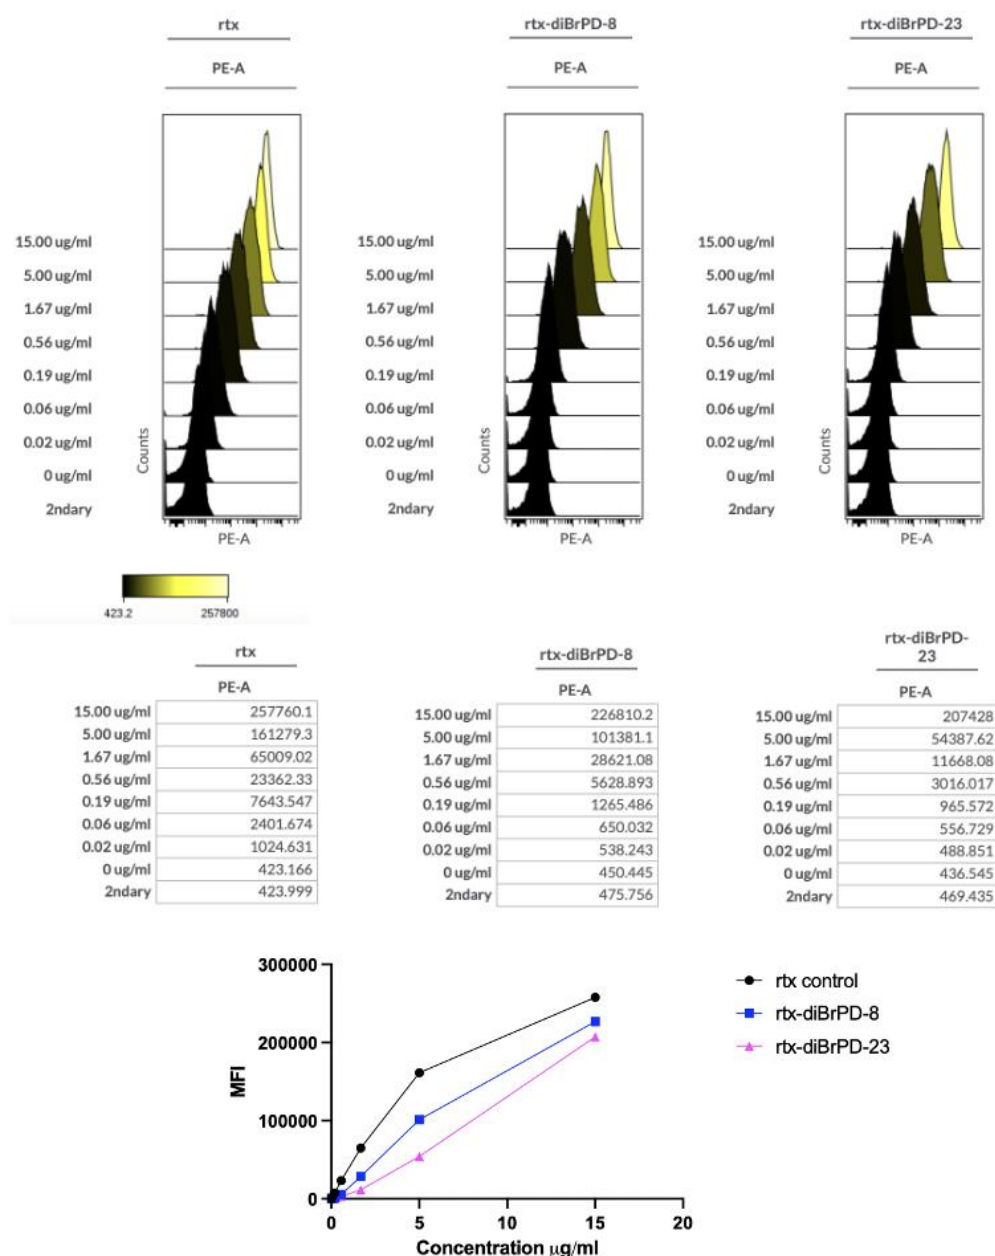 rtx rtx-diBrPD-8 rtx-diBrPD-23
PE-A PE-A PE-A
15.00 ug/ml 15.00 ug/ml 15.00 ug/ml
5.00 ug/ml 5.00 ug/ml 5.00 ug/ml
1.67 ug/ml 1.67 ug/ml 1.67 ug/ml
0.56 ug/ml 0.56 ug/ml 0.56 ug/ml
0.19 ug/ml 0.19 ug/ml 0.19 ug/ml
0.06 ug/ml 0.06 ug/ml 0.06 ug/ml
0.02 ug/ml 0.02 ug/ml 0.02 ug/ml
0 ug/ml 0 ug/ml 0 ug/ml
2ndary 2ndary 2ndary
Counts Counts Counts
PE-A PE-A PE-A
423.2 257800
rtx
PE-A
15.00 ug/ml 257760.1
5.00 ug/ml 161279.3
1.67 ug/ml 65009.02
0.56 ug/ml 23362.33
0.19 ug/ml 7643.547
0.06 ug/ml 2401.674
0.02 ug/ml 1024.631
0 ug/ml 423.166
2ndary 423.999
rtx-diBrPD-8
PE-A
15.00 ug/ml 226810.2
5.00 ug/ml 101381.1
1.67 ug/ml 28621.08
0.56 ug/ml 5628.893
0.19 ug/ml 1265.486
0.06 ug/ml 650.032
0.02 ug/ml 538.243
0 ug/ml 450.445
2ndary 475.756
rtx-diBrPD-
23
PE-A
15.00 ug/ml 207428
5.00 ug/ml 54387.62
1.67 ug/ml 11668.08
0.56 ug/ml 3016.017
0.19 ug/ml 965.572
0.06 ug/ml 556.729
0.02 ug/ml 488.851
0 ug/ml 436.545
2ndary 469.435
300000
200000
100000
0
MFI
0 5 10 15 20
Concentration μg/ml
rtx control
rtx-diBrPD-8
rtx-diBrPD-23